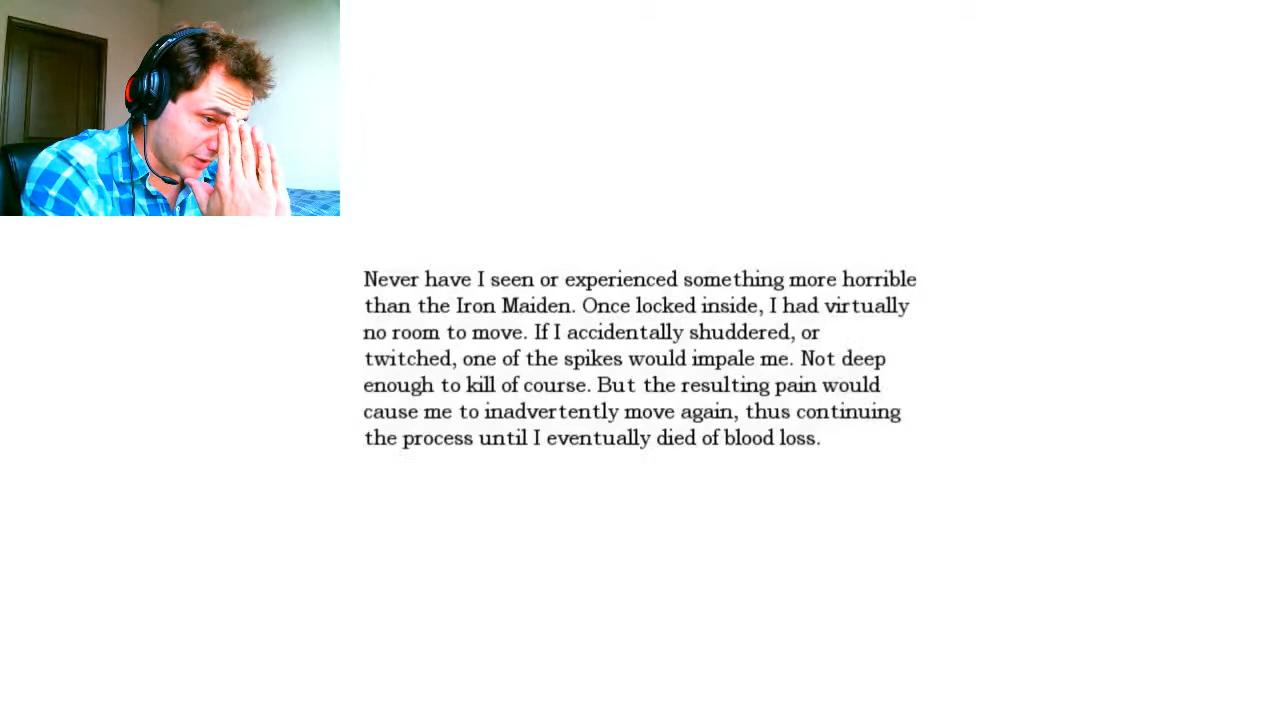 Never have I seen or experienced something more horrible
than the Iron Maiden. Once locked inside, I had virtually
no room to move. If I accidentally shuddered, or
twitched, one of the spikes would impale me. Not deep
enough to kill of course. But the resulting pain would
cause me to inadvertently move again, thus continuing
the process until I eventually died of blood loss.